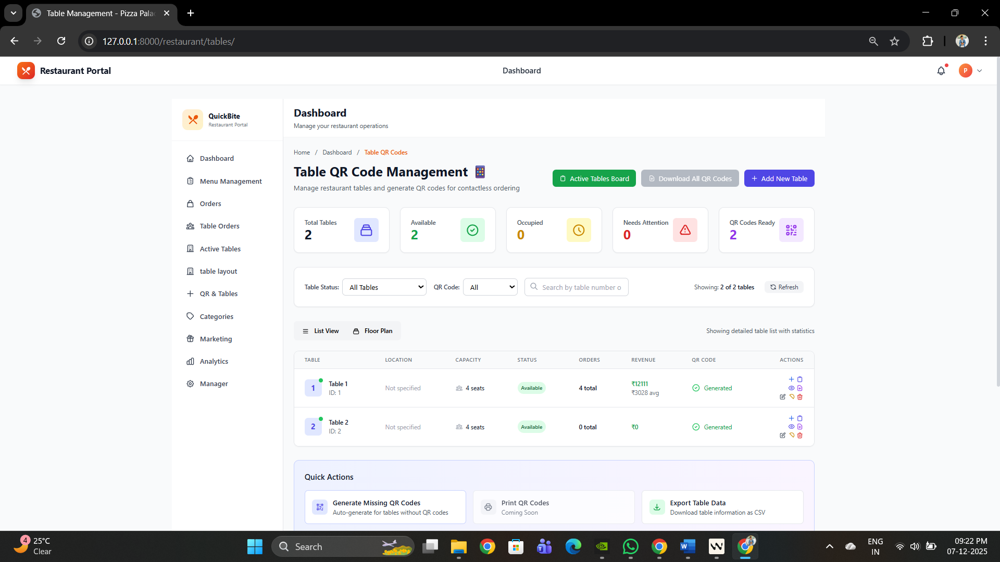 Table Management - Pizza Pala
127.0.0.1:8000/restaurant/tables/
Restaurant Portal
Dashboard
P
QuickBite
Restaurant Portal
Dashboard
Menu Management
Orders
Table Orders
Active Tables
table layout
QR & Tables
Categories
Marketing
Analytics
Manager
Dashboard
Manage your restaurant operations
Home / Dashboard / Table QR Codes
Table QR Code Management
Manage restaurant tables and generate QR codes for contactless ordering
Active Tables Board
Download All QR Codes
Add New Table
Total Tables
2
Available
2
Occupied
0
Needs Attention
0
QR Codes Ready
2
Table Status: All Tables QR Code: All Search by table number o Showing: 2 of 2 tables Refresh
List View Floor Plan Showing detailed table list with statistics
TABLE LOCATION CAPACITY STATUS ORDERS REVENUE QR CODE ACTIONS
1 Table 1 Not specified 4 seats Available 4 total ₹12111 Generated
ID: 1 ₹3028 avg
2 Table 2 Not specified 4 seats Available 0 total ₹0 Generated
ID: 2
Quick Actions
Generate Missing QR Codes
Auto-generate for tables without QR codes
Print QR Codes
Coming Soon
Export Table Data
Download table information as CSV
4
25°C
Clear
Search
ENG
IN
09:22 PM
07-12-2025